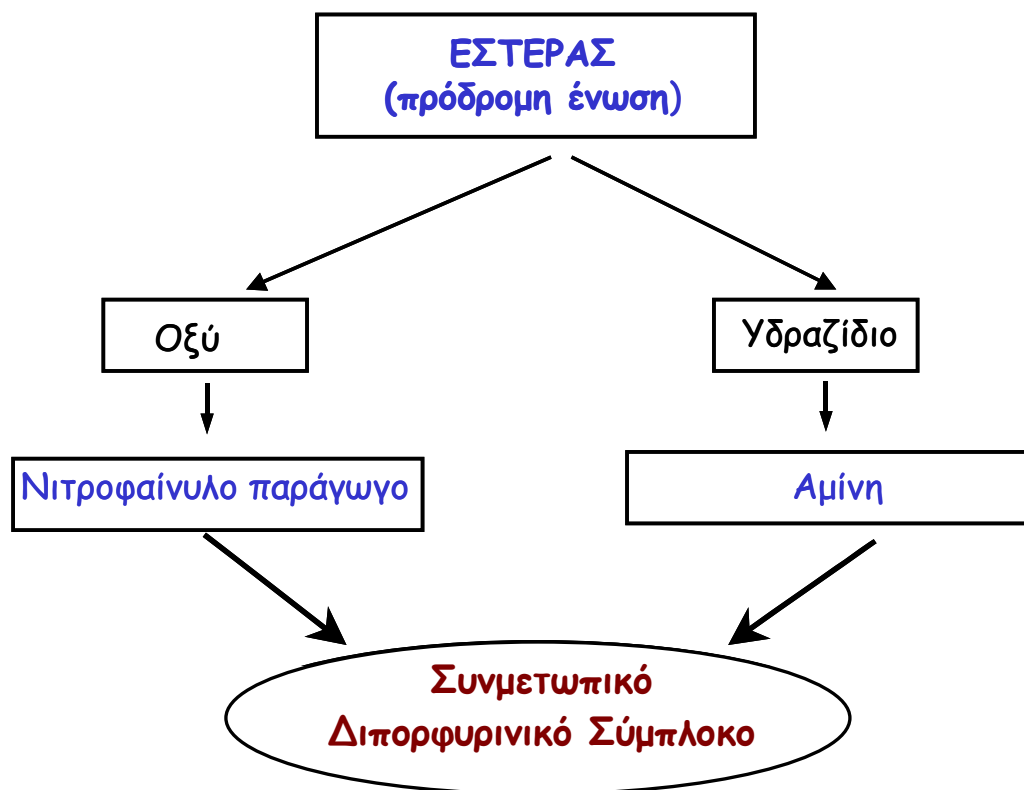 ΕΣΤΕΡΑΣ
(πρόδρομη ένωση)
Οξύ
Υδραζίδιο
Νιτροφαίνυλο παράγωγο
Αμίνη
Συνμετωπικό
Διπορφυρινικό Σύμπλοκο